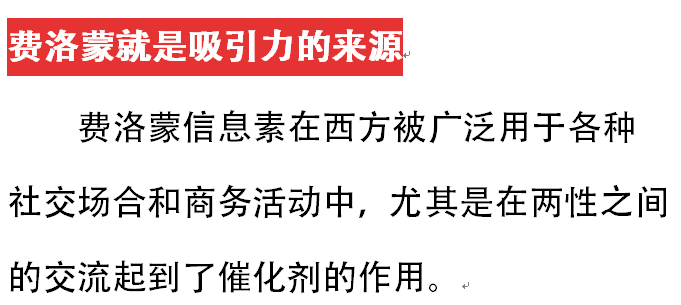 费洛蒙就是吸引力的来源
费洛蒙信息素在西方被广泛用于各种
社交场合和商务活动中，尤其是在两性之间
的交流起到了催化剂的作用。